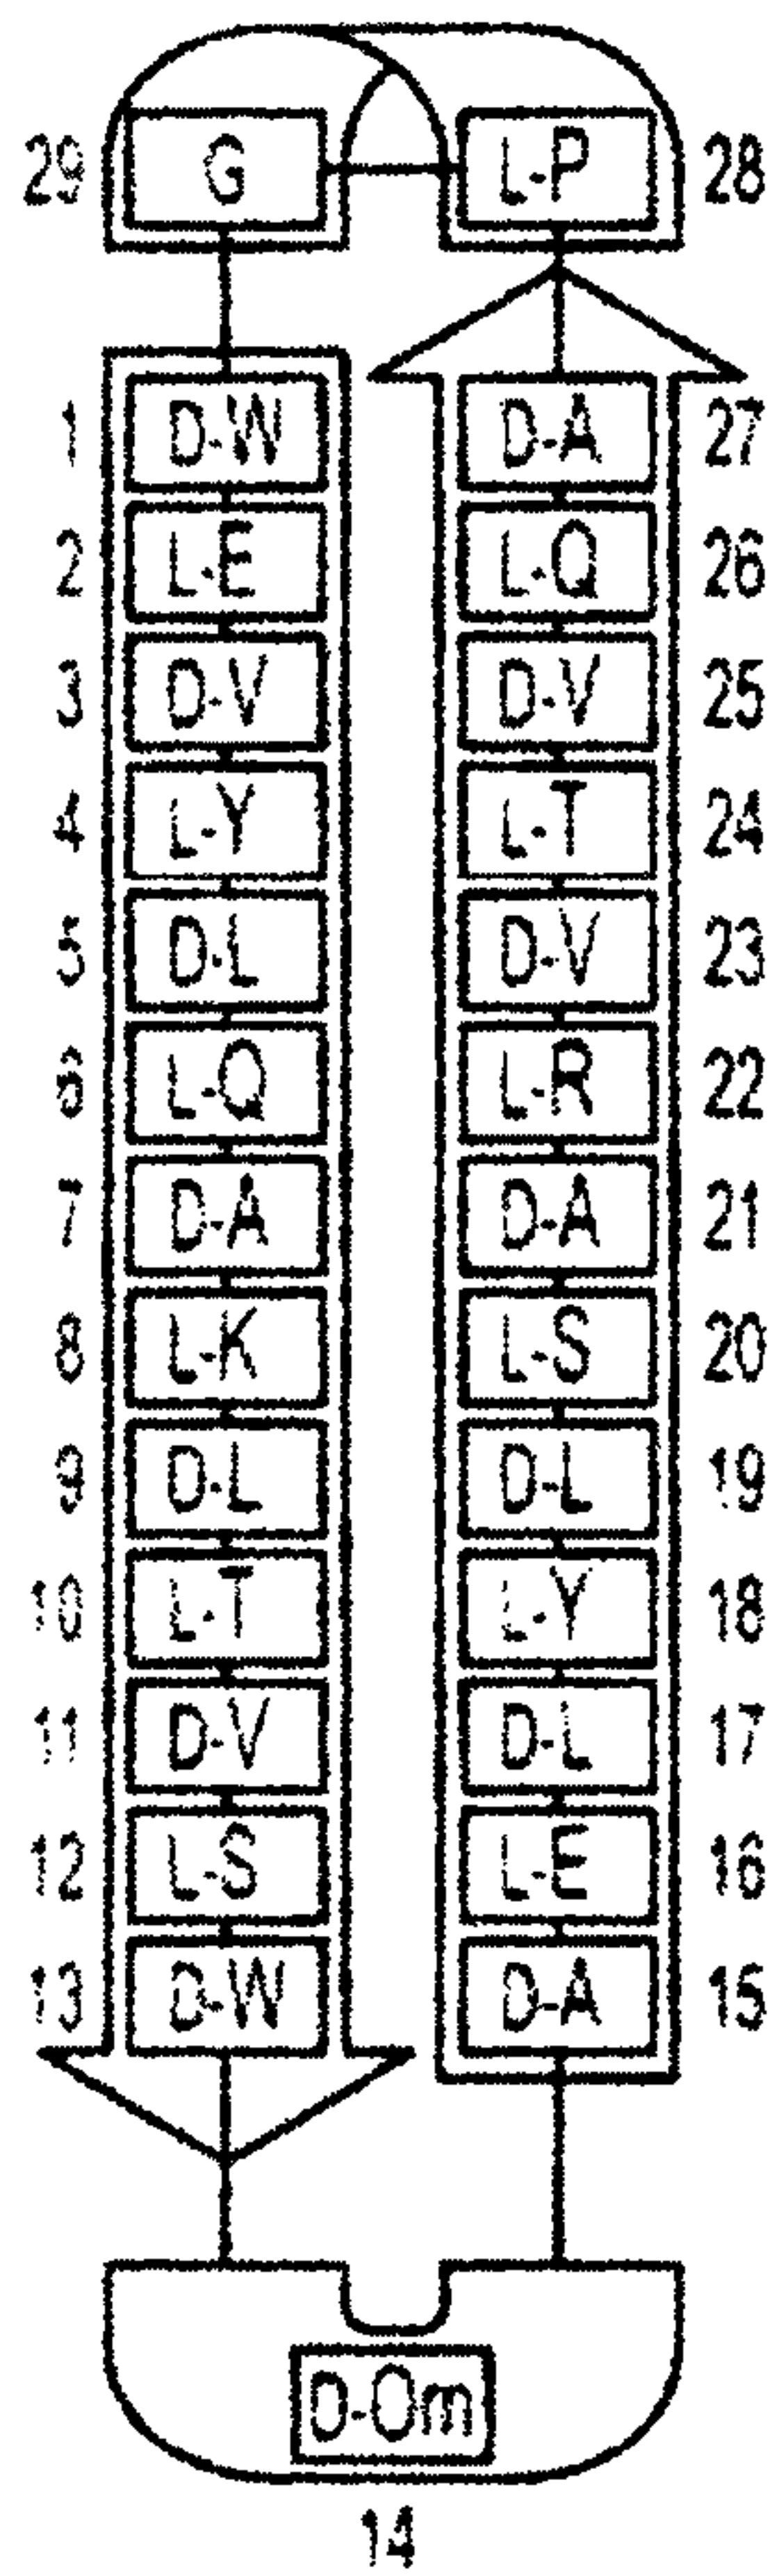 29 G L-P 28
1 D-W D-A 27
2 L-E L-Q 26
3 D-V D-V 25
4 L-Y L-T 24
5 D-L D-V 23
6 L-Q L-R 22
7 D-A D-A 21
8 L-K L-S 20
9 D-L D-L 19
10 L-T L-Y 18
11 D-V D-L 17
12 L-S L-E 16
13 D-W D-A 15
D-Om
14